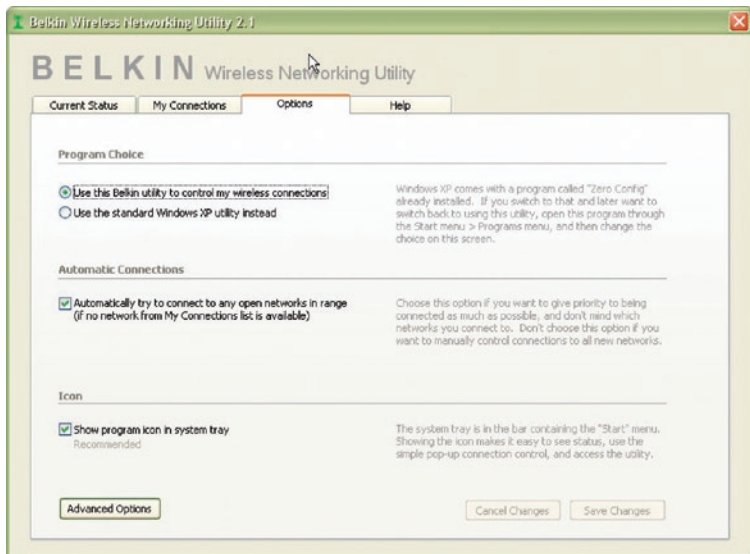 Belkin Wireless Networking Utility 2.1
BELKIN Wireless Networking Utility
Current Status My Connections Options Help
Program Choice
Use this Belkin utility to control my wireless connections
Use the standard Windows XP utility instead
Windows XP comes with a program called "Zero Config"
already installed. If you switch to that and later want to
switch back to using this utility, open this program through
the Start menu > Programs menu, and then change the
choice on this screen.
Automatic Connections
Automatically try to connect to any open networks in range
(if no network from My Connections list is available)
Choose this option if you want to give priority to being
connected as much as possible, and don't mind which
networks you connect to. Don't choose this option if you
want to manually control connections to all new networks.
Icon
Show program icon in system tray
Recommended
The system tray is in the bar containing the "Start" menu.
Showing the icon makes it easy to see status, use the
simple pop-up connection control, and access the utility.
Advanced Options Cancel Changes Save Changes